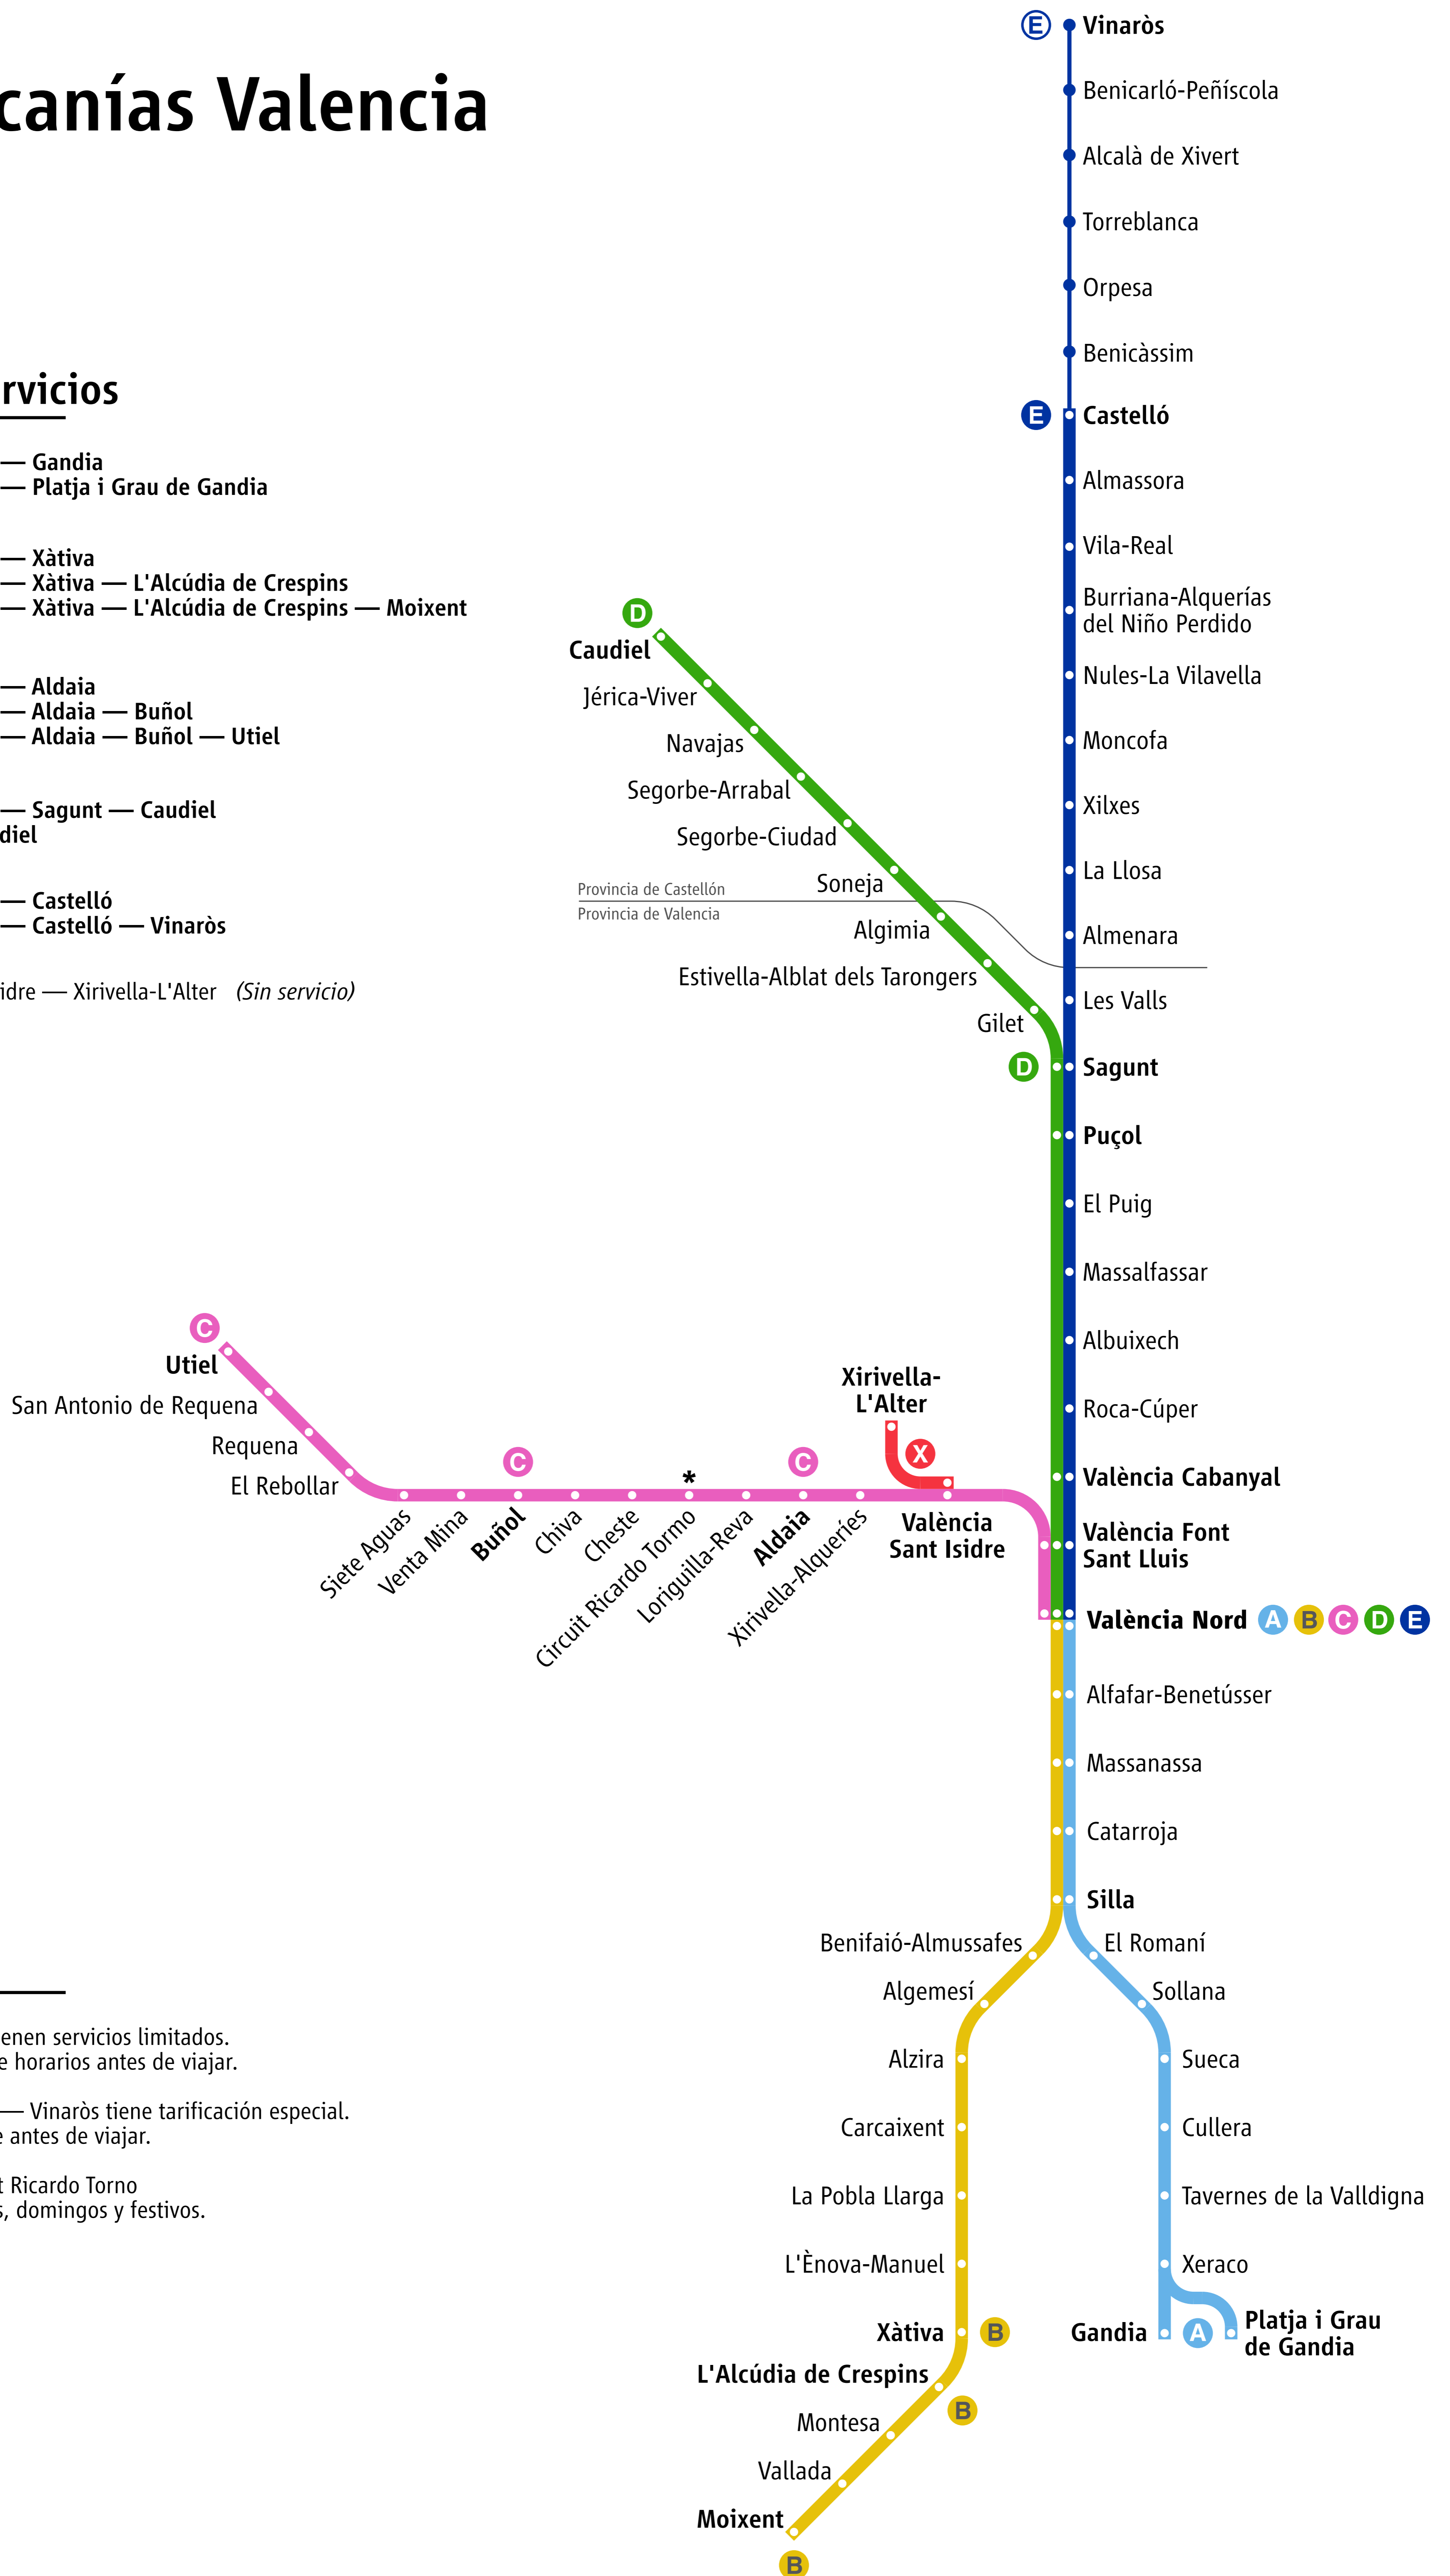 canías Valencia
rvicios
— Gandia
— Platja i Grau de Gandia
— Xàtiva
— Xàtiva — L'Alcúdia de Crespins
— Xàtiva — L'Alcúdia de Crespins — Moixent
— Aldaia
— Aldaia — Buñol
— Aldaia — Buñol — Utiel
— Sagunt — Caudiel
diel
— Castelló
— Castelló — Vinaròs
idre — Xirivella-L'Alter (Sin servicio)
E
Vinaròs
Benicarló-Peñíscola
Alcalà de Xivert
Torreblanca
Orpesa
Benicàssim
E
Castelló
Almassora
Vila-Real
Burriana-Alquerías
del Niño Perdido
Nules-La Vilavella
Moncofa
Xilxes
La Llosa
Almenara
Les Valls
D
Caudiel
Jérica-Viver
Navajas
Segorbe-Arrabal
Segorbe-Ciudad
Soneja
Provincia de Castellón
Provincia de Valencia
Algimia
Estivella-Alblat dels Tarongers
Gilet
D
Sagunt
Puçol
El Puig
Massalfassar
Albuixech
Roca-Cúper
València Cabanyal
València Font
Sant Lluis
C
Utiel
San Antonio de Requena
Requena
El Rebollar
Siete Aguas
Venta Mina
C
Buñol
Chiva
Cheste
*
Circuit Ricardo Tormo
Loriguilla-Reva
C
Aldaia
Xirivella-Alqueríes
Xirivella-
L'Alter
X
València
Sant Isidre
València Nord A B C D E
Alfafar-Benetússer
Massanassa
Catarroja
Silla
Benifaió-Almussafes
Algemesí
Alzira
Carcaixent
La Pobla Llarga
L'Ènova-Manuel
Xàtiva B
L'Alcúdia de Crespins
B
Montesa
Vallada
Moixent
B
El Romaní
Sollana
Sueca
Cullera
Tavernes de la Valldigna
Xeraco
Gandia A
Platja i Grau
de Gandia
enen servicios limitados.
e horarios antes de viajar.
— Vinaròs tiene tarificación especial.
e antes de viajar.
t Ricardo Torno
s, domingos y festivos.